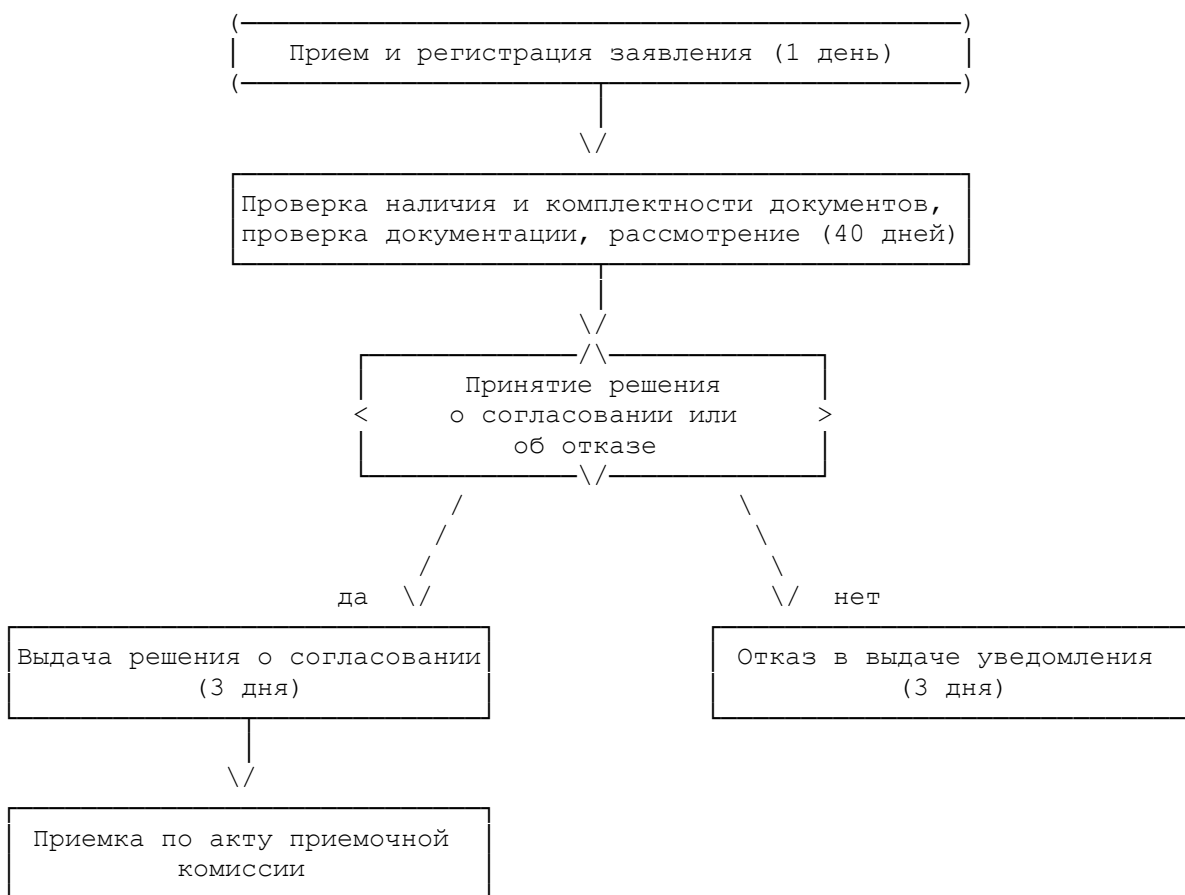 Прием и регистрация заявления (1 день)
Проверка наличия и комплектности документов,
проверка документации, рассмотрение (40 дней)
Принятие решения
о согласовании или
об отказе
да
нет
Выдача решения о согласовании
(3 дня)
Отказ в выдаче уведомления
(3 дня)
Приемка по акту приемочной
комиссии